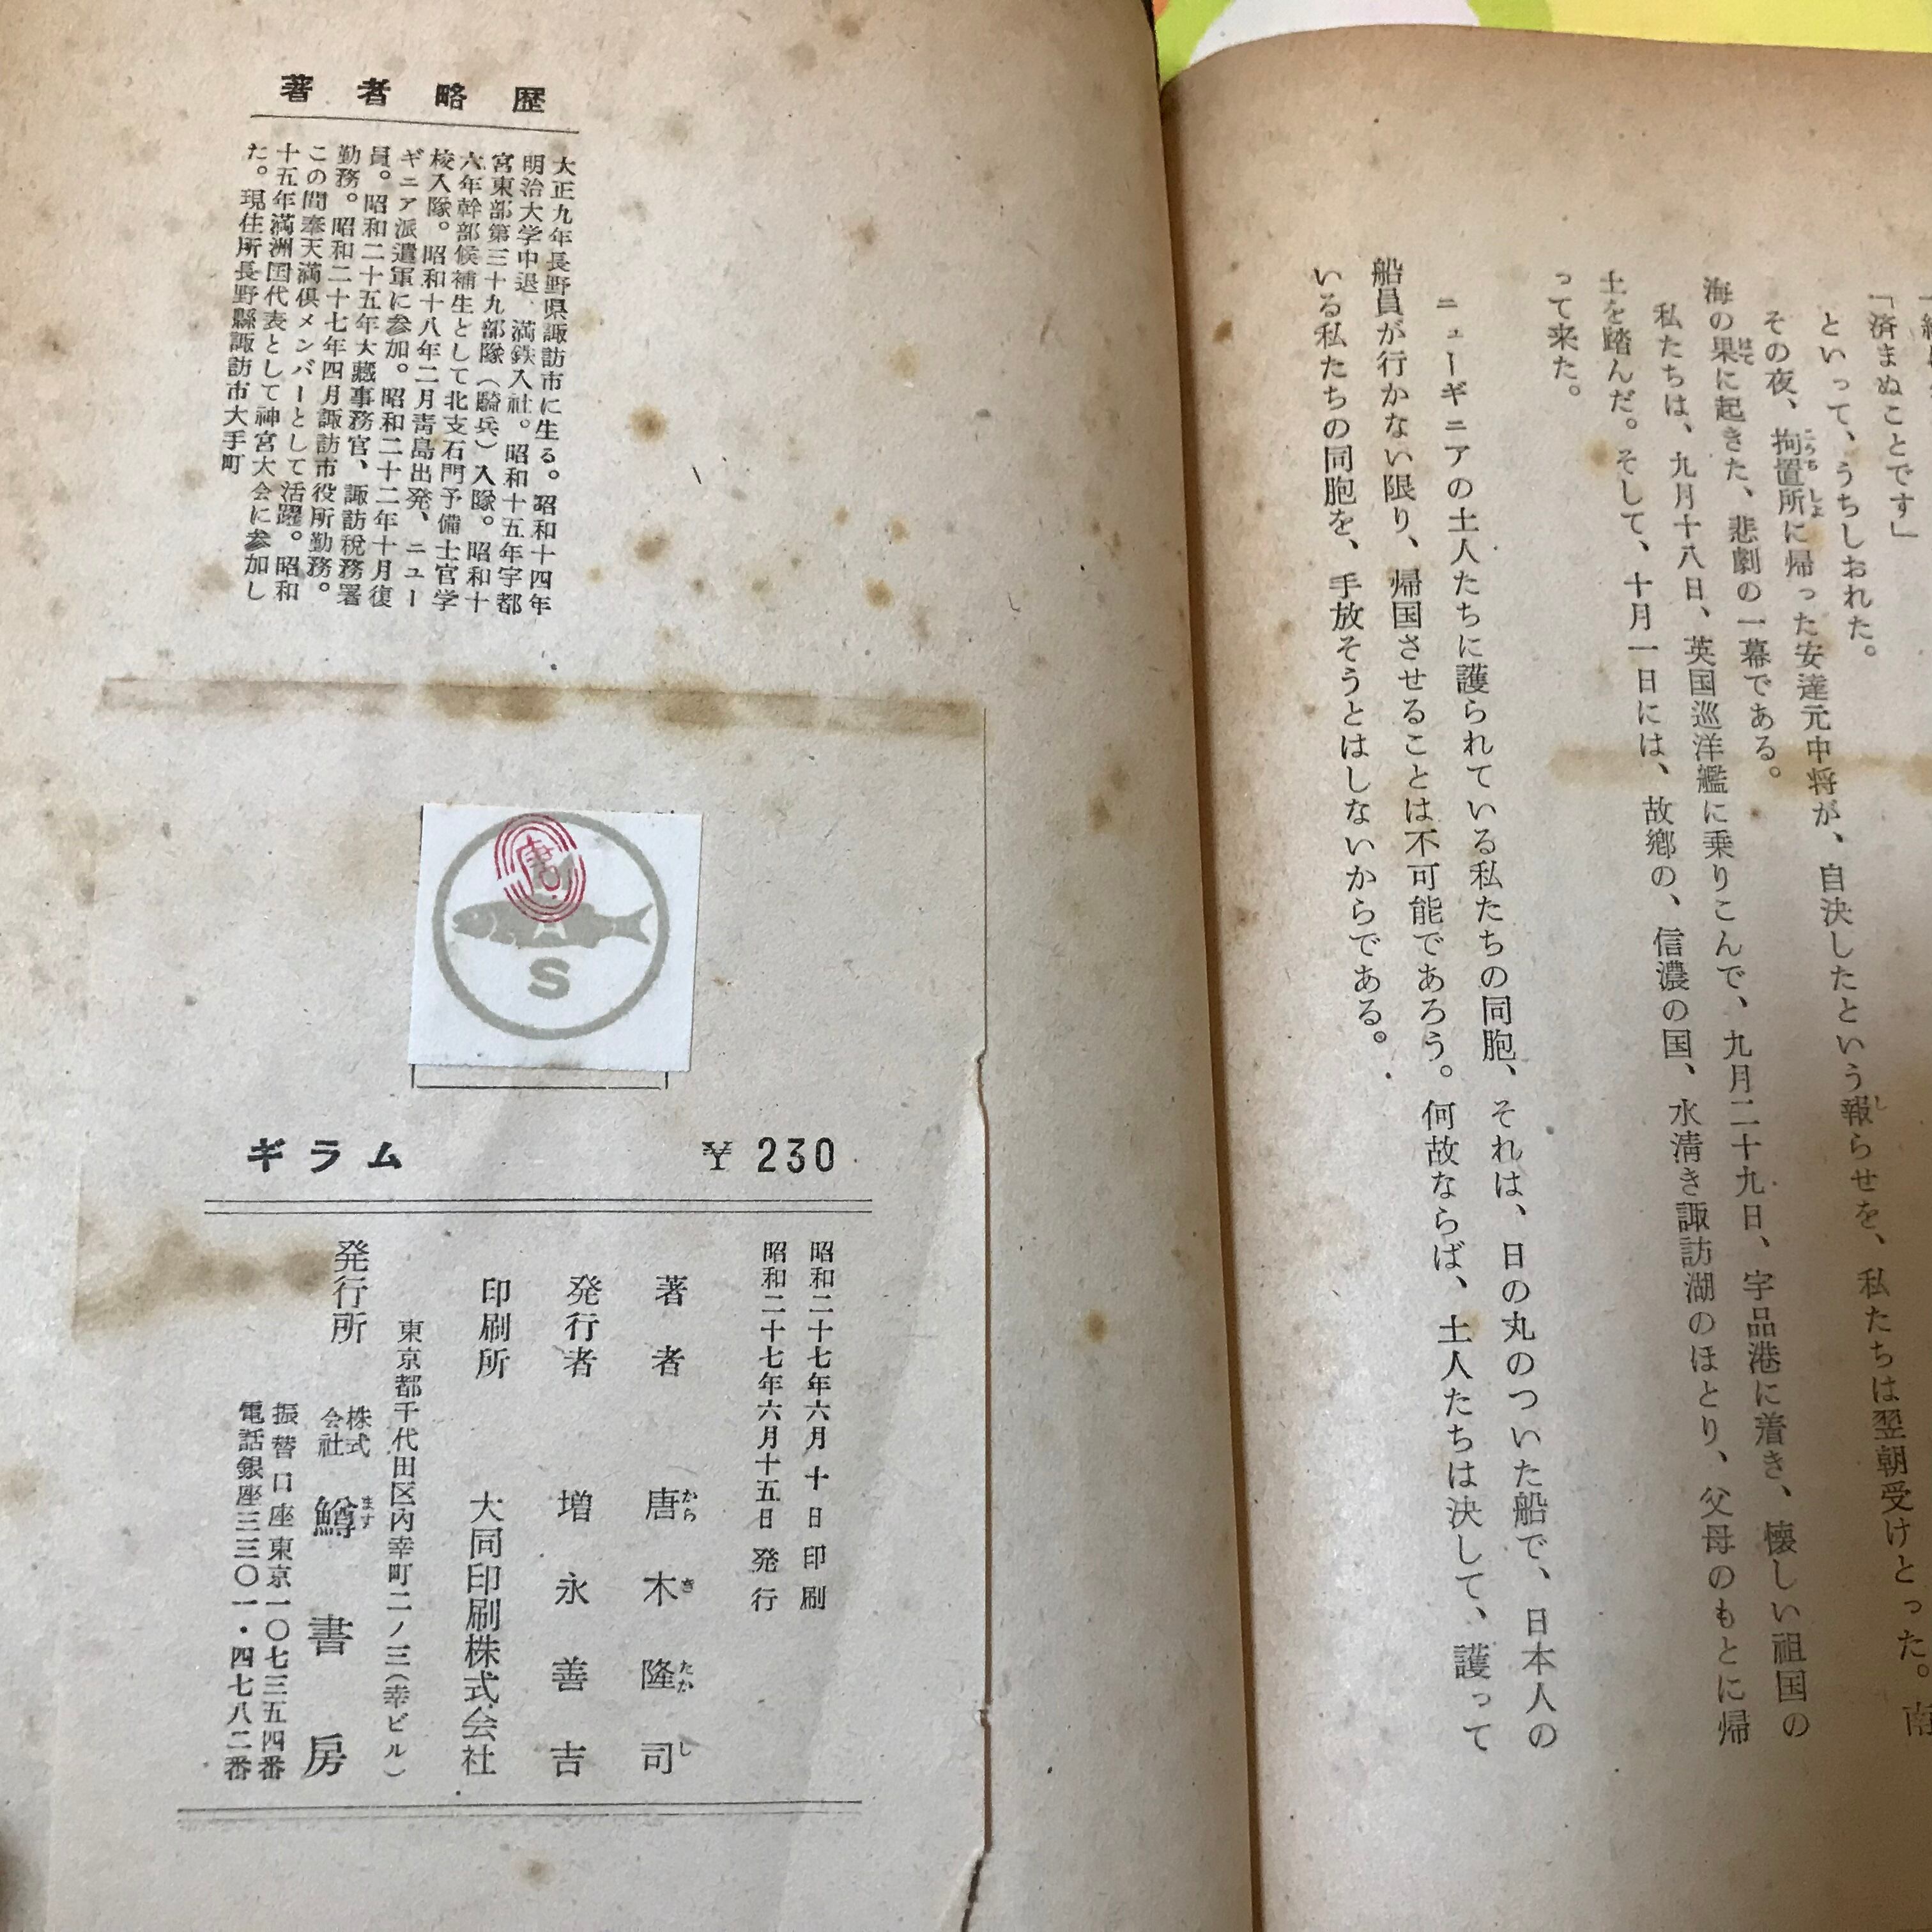 「済まぬことです」
といって、うちしおれた。
その夜、拘置所に帰った安達元中将が、自決したという報らせを、私たちは翌朝受けとった。南
海の果に起きた、悲劇の一幕である。
私たちは、九月十八日、英国巡洋艦に乗りこんで、九月二十九日、宇品港に着き、懐しい祖国の
土を踏んだ。そして、十月一日には、故郷の、信濃の国、水清き諏訪湖のほとり、父母のもとに帰
って来た。
ニューギニアの土人たちに護られている私たちの同胞、それは、日の丸のついた船で、日本人の
船員が行かない限り、帰国させることは不可能であろう。何故ならば、土人たちは決して、護って
いる私たちの同胞を、手放そうとはしないからである。
著者略歴
大正九年長野県諏訪市に生る。昭和十四年
明治大学中退、満鉄入社。昭和十五年宇都
宮東部第三十九部隊（騎兵）入隊。昭和十
六年幹部候補生として北支石門予備士官学
校入隊。昭和十八年二月青島出発、ニュー
ギニア派遣軍に参加。昭和二十二年十月復
員。昭和二十五年大蔵事務官、諏訪税務署
勤務。昭和二十七年四月諏訪市役所勤務。
この間奉天満倶メンバーとして活躍。昭和
十五年満洲国代表として神宮大会に参加し
た。現住所長野縣諏訪市大手町
唐
S
ギラム ￥230
昭和二十七年六月十日印刷
昭和二十七年六月十五日発行
著者 唐木隆司
から き たか し
発行者 増永善吉
印刷所 大同印刷株式会社
東京都千代田区内幸町二ノ三（幸ビル）
発行所 株式会社 鱒書房
ます
振替口座東京一〇七三五四番
電話銀座三三〇一・四七八二番